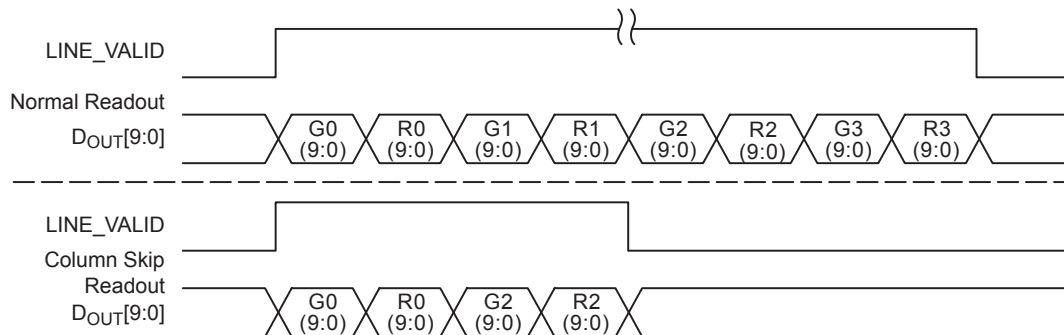 LINE_VALID
Normal Readout
DOUT[9:0]
G0 R0 G1 R1 G2 R2 G3 R3
(9:0) (9:0) (9:0) (9:0) (9:0) (9:0) (9:0) (9:0)
LINE_VALID
Column Skip
Readout
DOUT[9:0]
G0 R0 G2 R2
(9:0) (9:0) (9:0) (9:0)